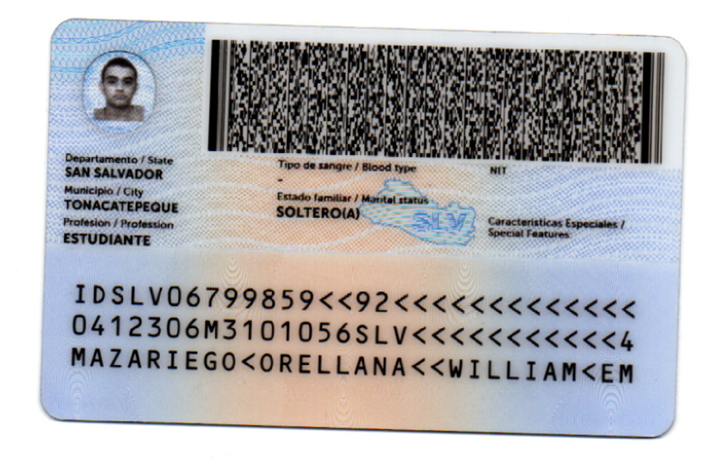 Departamento / State
SAN SALVADOR
Municipio / City
TONACATEPEQUE
Profesion / Profession
ESTUDIANTE
Tipo de sangre / Blood type
-
Estado familiar / Marital status
SOLTERO(A)
SLV
NIT
Caracteristicas Especiales /
Special Features
IDSLV06799859<<92<<<<<<<<<<<<<
0412306M3101056SLV<<<<<<<<<<<4
MAZARIEGO<ORELLANA<<WILLIAM<EM